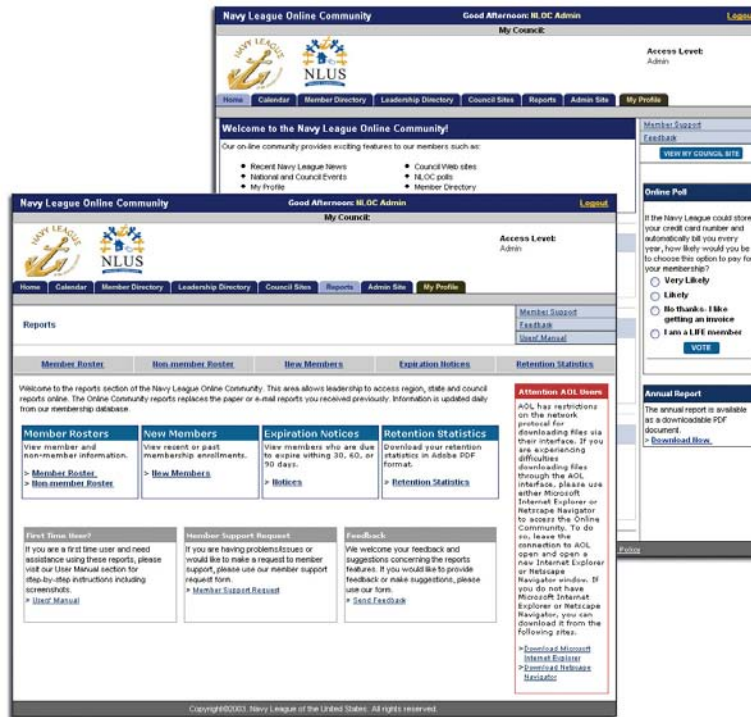 Navy League Online Community Good Afternoon: NLOC Admin Logout
My Council:
NAVY LEAGUE
NLUS
Access Level:
Admin
Home Calendar Member Directory Leadership Directory Council Sites Reports Admin Site My Profile
Welcome to the Navy League Online Community!
Our on-line community provides exciting features to our members such as:
Recent Navy League News
National and Council Events
My Profile
Council Web sites
NLOC polls
Member Directory
Member Support
Feedback
VIEW MY COUNCIL SITE
Online Poll
If the Navy League could store
your credit card number and
automatically bill you every
year, how likely would you be
to choose this option to pay for
your membership?
Very Likely
Likely
No thanks- I like
getting an invoice
I am a LIFE member
VOTE
Annual Report
The annual report is available
as a downloadable PDF
document.
> Download Now
Policy
Navy League Online Community Good Afternoon: NLOC Admin Logout
My Council:
NAVY LEAGUE
NLUS
Access Level:
Admin
Home Calendar Member Directory Leadership Directory Council Sites Reports Admin Site My Profile
Reports
Member Support
Feedback
Users' Manual
Member Roster Non-member Roster New Members Expiration Notices Retention Statistics
Welcome to the reports section of the Navy League Online Community. This area allows leadership to access region, state and council
reports online. The Online Community reports replaces the paper or e-mail reports you received previously. Information is updated daily
from our membership database.
Member Rosters
View member and
non-member information.
> Member Roster
> Non-member Roster
New Members
View recent or past
membership enrollments.
> New Members
Expiration Notices
View members who are due
to expire withing 30, 60, or
90 days.
> Notices
Retention Statistics
Download your retention
statistics in Adobe PDF
format.
> Retention Statistics
First Time User?
If you are a first time user and need
assistance using these reports, please
visit our User Manual section for
step-by-step instructions including
screenshots.
> Users' Manual
Member Support Request
If you are having problems/issues or
would like to make a request to member
support, please use our member support
request form.
> Member Support Request
Feedback
We welcome your feedback and
suggestions concerning the reports
features. If you would like to provide
feedback or make suggestions, please
use our form.
> Send Feedback
Attention AOL Users
AOL has restrictions
on the network
protocol for
downloading files via
their interface. If you
are experiencing
difficulties
downloading files
through the AOL
interface, please use
either Microsoft
Internet Explorer or
Netscape Navigator
to access the Online
Community. To do
so, leave the
connection to AOL
open and open a
new Internet Explorer
or Netscape
Navigator window. If
you do not have
Microsoft Internet
Explorer or Netscape
Navigator, you can
download it from the
following sites.
> Download Microsoft
Internet Explorer
> Download Netscape
Navigator
Copyright©2003. Navy League of the United States. All rights reserved.